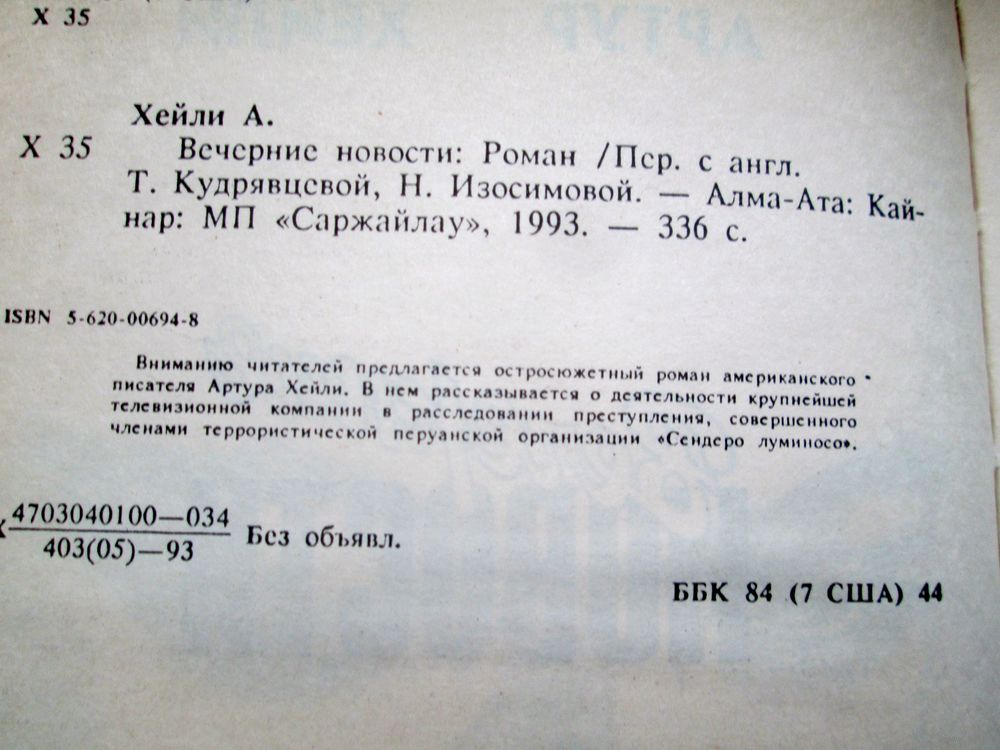 Х 35
Хейли А.
Х 35 Вечерние новости: Роман /Пер. с англ.
Т. Кудрявцевой, Н. Изосимовой. — Алма-Ата: Кай-
нар: МП «Саржайлау», 1993. — 336 с.
ISBN 5-620-00694-8
Вниманию читателей предлагается остросюжетный роман американского
писателя Артура Хейли. В нем рассказывается о деятельности крупнейшей
телевизионной компании в расследовании преступления, совершенного
членами террористической перуанской организации «Сендеро луминосо».
4703040100—034
403(05)—93 Без объявл.
ББК 84 (7 США) 44